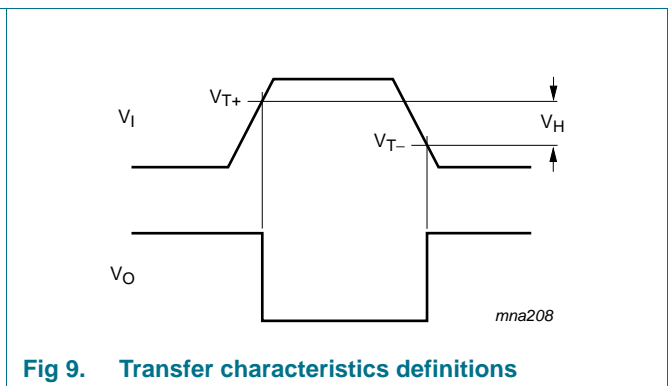 VT+
VI
VH
VT−
VO
mna208
Fig 9. Transfer characteristics definitions